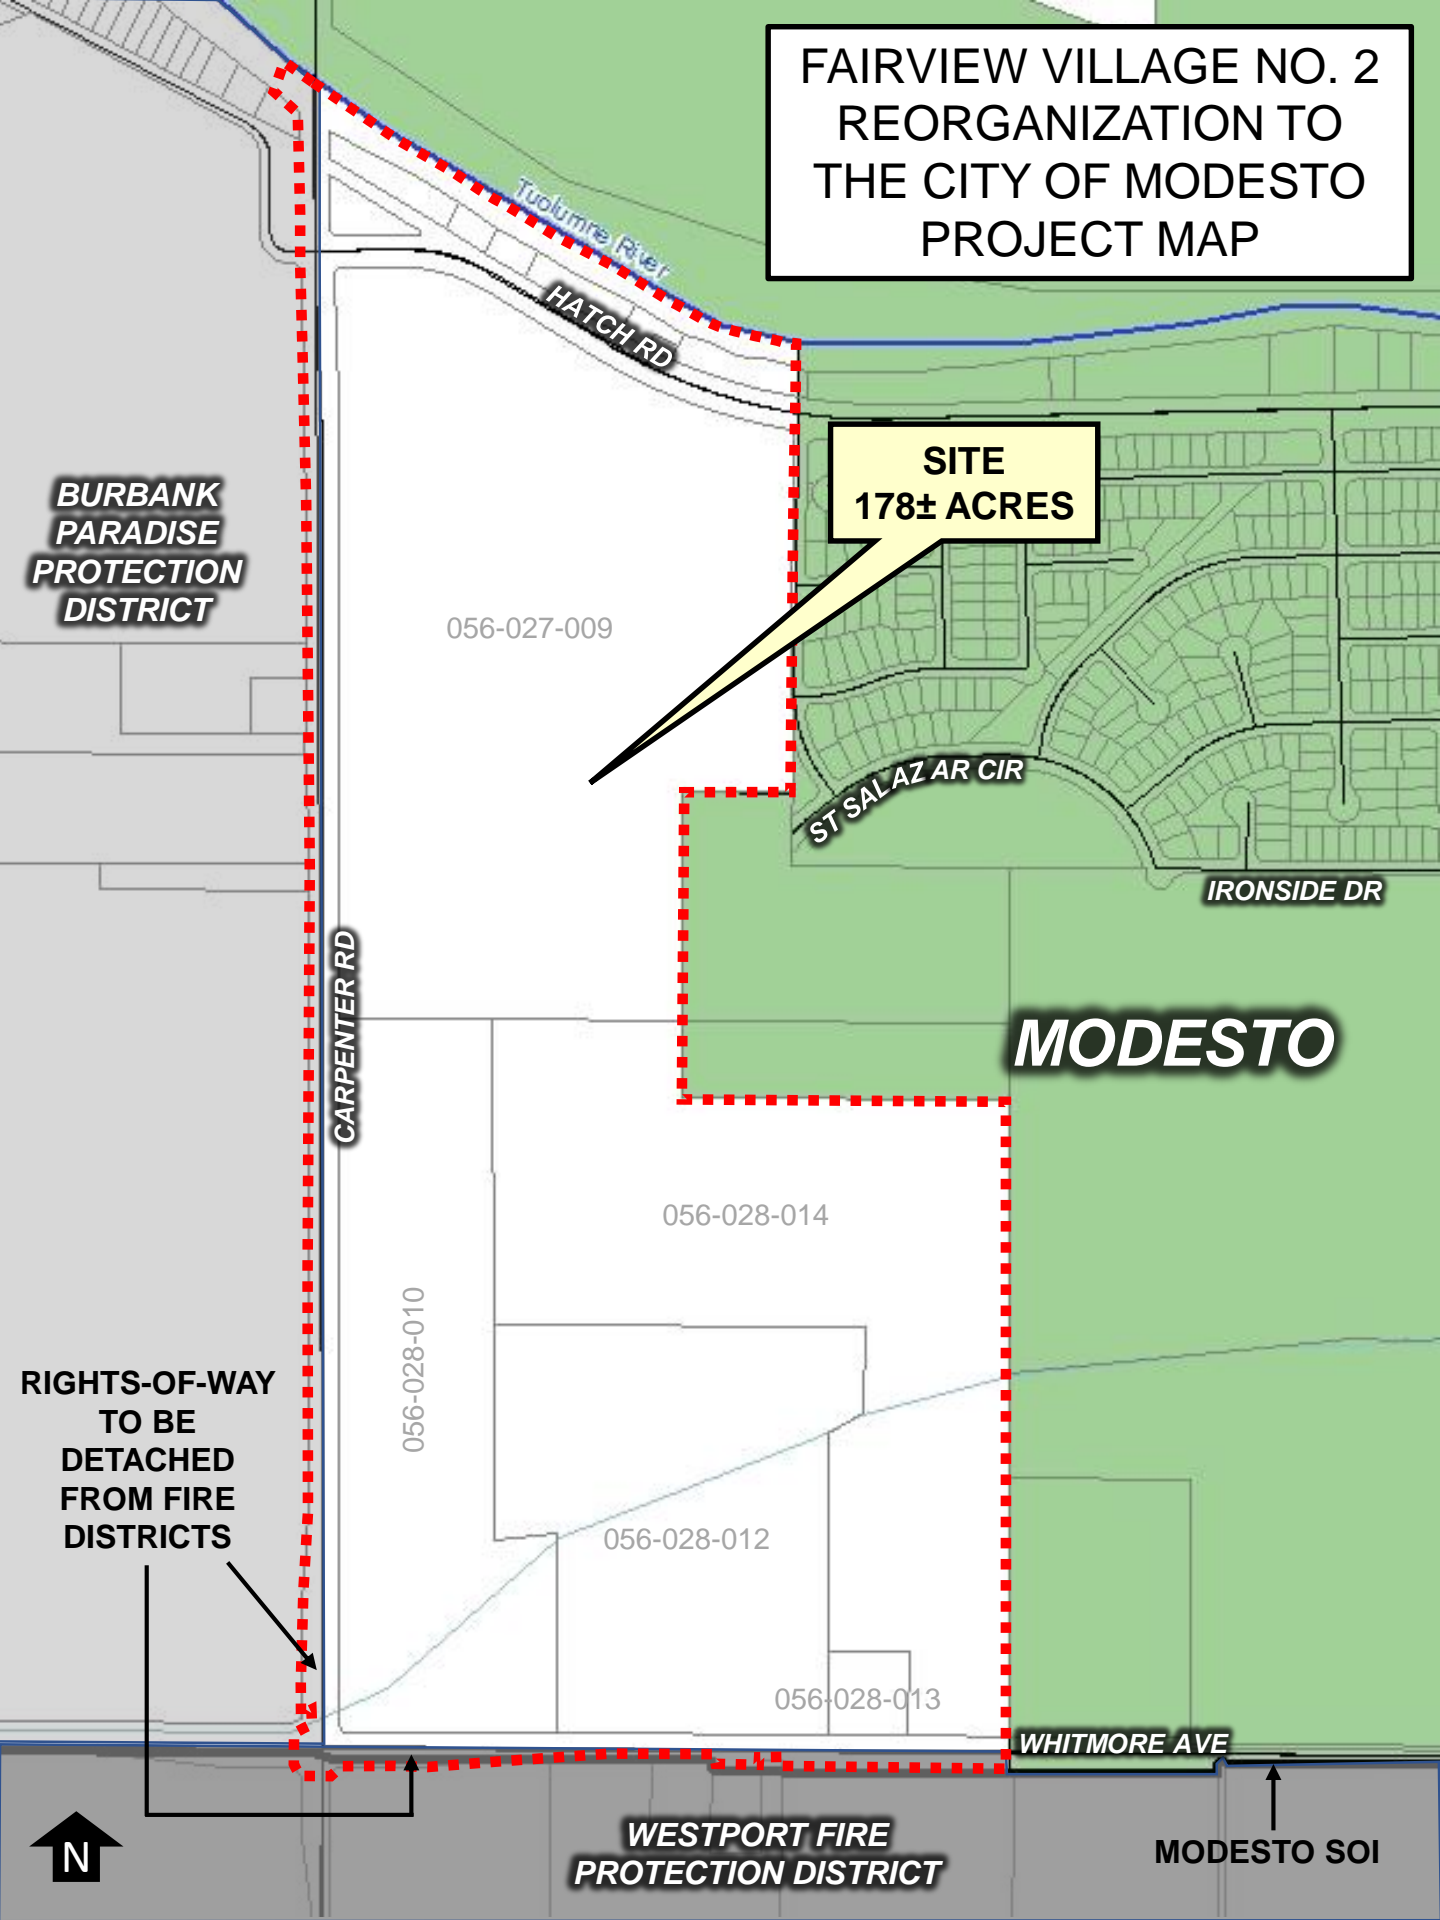 FAIRVIEW VILLAGE NO. 2
REORGANIZATION TO
THE CITY OF MODESTO
PROJECT MAP
Tuolumne River
HATCH RD
SITE
178± ACRES
BURBANK
PARADISE
PROTECTION
DISTRICT
056-027-009
ST SALAZ AR CIR
IRONSIDE DR
CARPENTER RD
MODESTO
056-028-014
056-028-010
RIGHTS-OF-WAY
TO BE
DETACHED
FROM FIRE
DISTRICTS
056-028-012
056-028-013
WHITMORE AVE
WESTPORT FIRE
PROTECTION DISTRICT
MODESTO SOI
N